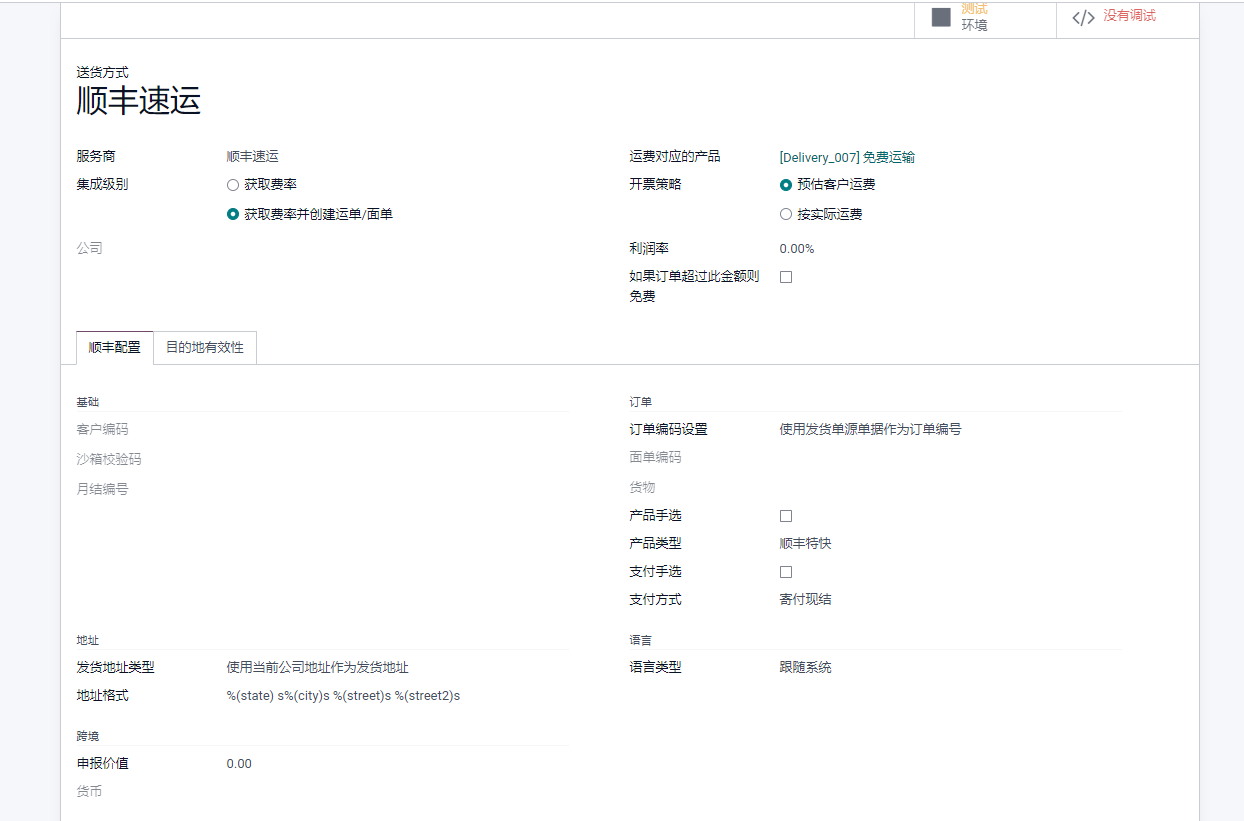 测试
环境
没有调试
送货方式
顺丰速运
服务商 顺丰速运
运费对应的产品 [Delivery_007] 免费运输
集成级别 获取费率
开票策略 预估客户运费
获取费率并创建运单/面单
按实际运费
公司
利润率 0.00%
如果订单超过此金额则
免费
顺丰配置 目的地有效性
基础
订单
客户编码
订单编码设置 使用发货单源单据作为订单编号
沙箱校验码
面单编码
月结编号
货物
产品手选
产品类型 顺丰特快
支付手选
支付方式 寄付现结
地址
语言
发货地址类型 使用当前公司地址作为发货地址
语言类型 跟随系统
地址格式 %(state) s%(city)s %(street)s %(street2)s
跨境
申报价值 0.00
货币